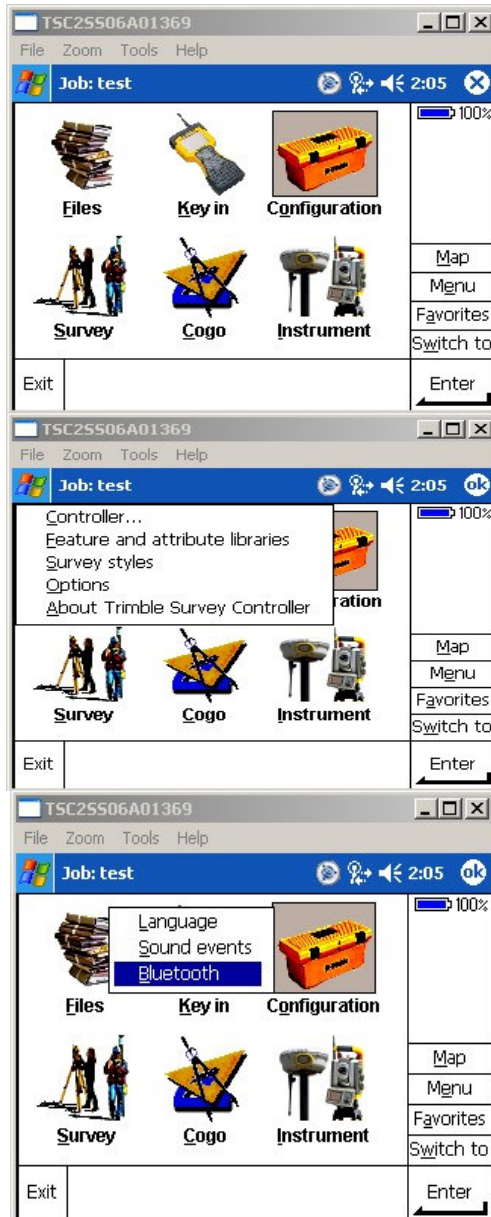 TSC2SS06A01369
File Zoom Tools Help
Job: test 2:05
100%
Files Key in Configuration
Map
Menu
Survey Cogo Instrument
Favorites
Switch to
Exit Enter
TSC2SS06A01369
File Zoom Tools Help
Job: test 2:05 ok
Controller...
100%
Feature and attribute libraries
Survey styles
Options
About Trimble Survey Controller
ration
Map
Menu
Survey Cogo Instrument
Favorites
Switch to
Exit Enter
TSC2SS06A01369
File Zoom Tools Help
Job: test 2:05 ok
100%
Language
Sound events
Bluetooth
Files Key in Configuration
Map
Menu
Survey Cogo Instrument
Favorites
Switch to
Exit Enter